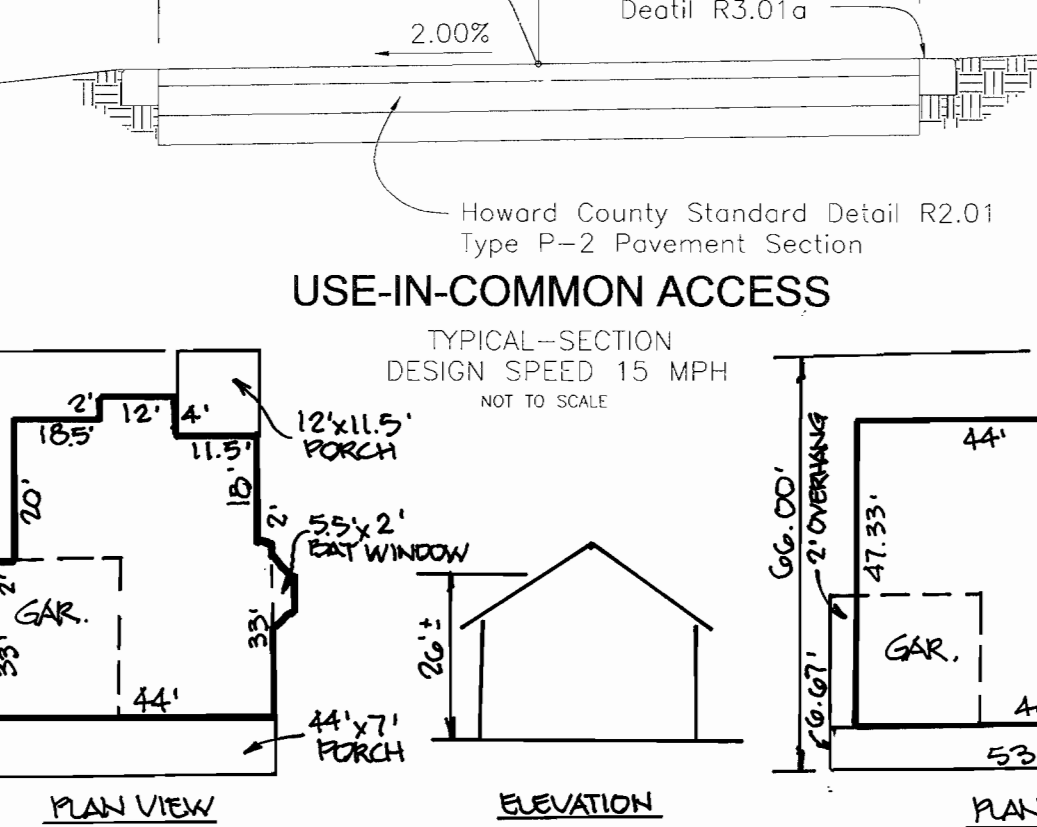 Deatil R3.01a
2.00%
Howard County Standard Detail R2.01
Type P-2 Pavement Section
USE-IN-COMMON ACCESS
TYPICAL-SECTION
DESIGN SPEED 15 MPH
NOT TO SCALE
2'
12'
4'
18.5'
11.5'
12'x11.5'
PORCH
20'
18'
2'
5.5'x2'
BAY WINDOW
2'
GAR.
33'
33'
44'
44'x7'
PORCH
PLAN VIEW
26'±
ELEVATION
66.00'
2' OVERHANG
44'
47.33'
GAR.
6.67'
53
PLAN